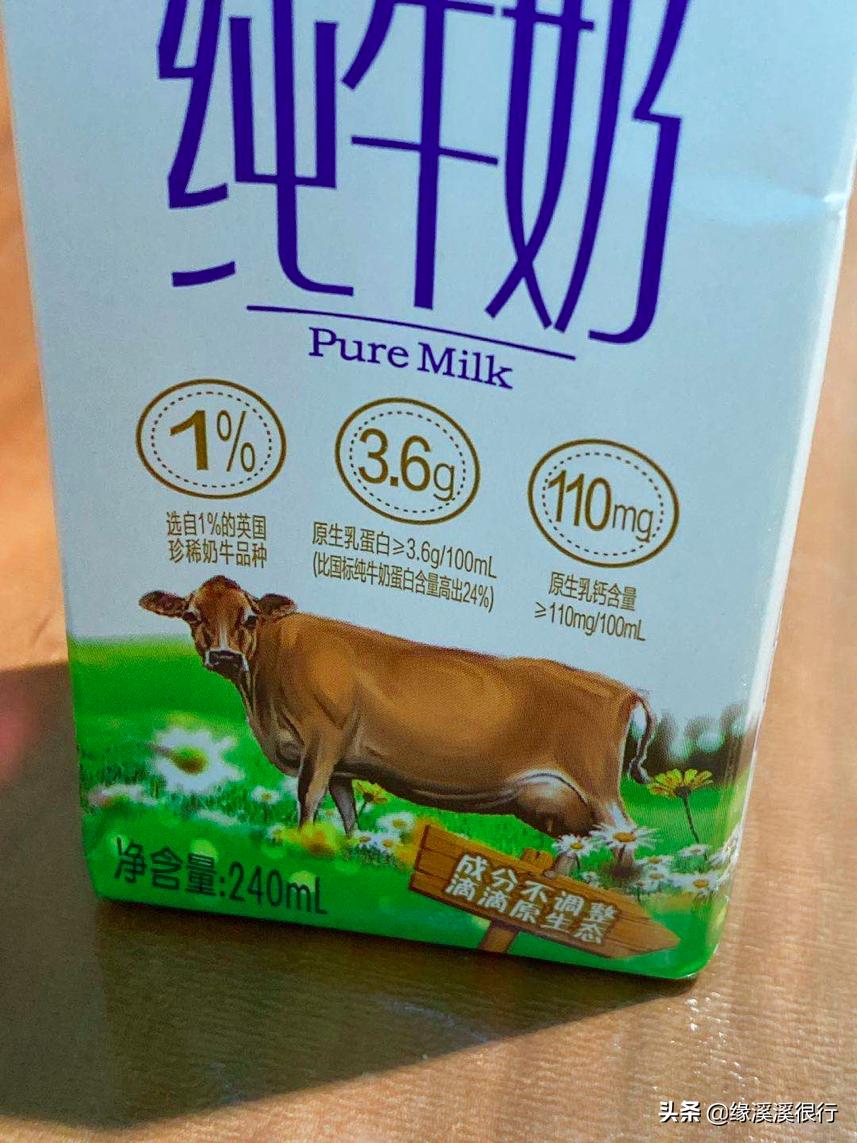 纯牛奶
Pure Milk
1%
3.6g
110mg
选自1%的英国
珍稀奶牛品种
原生乳蛋白≥3.6g/100mL
(比国标纯牛奶蛋白含量高出24%)
原生乳钙含量
≥110mg/100mL
净含量:240mL
成分不调整
滴滴原生态
头条 @缘溪溪很行